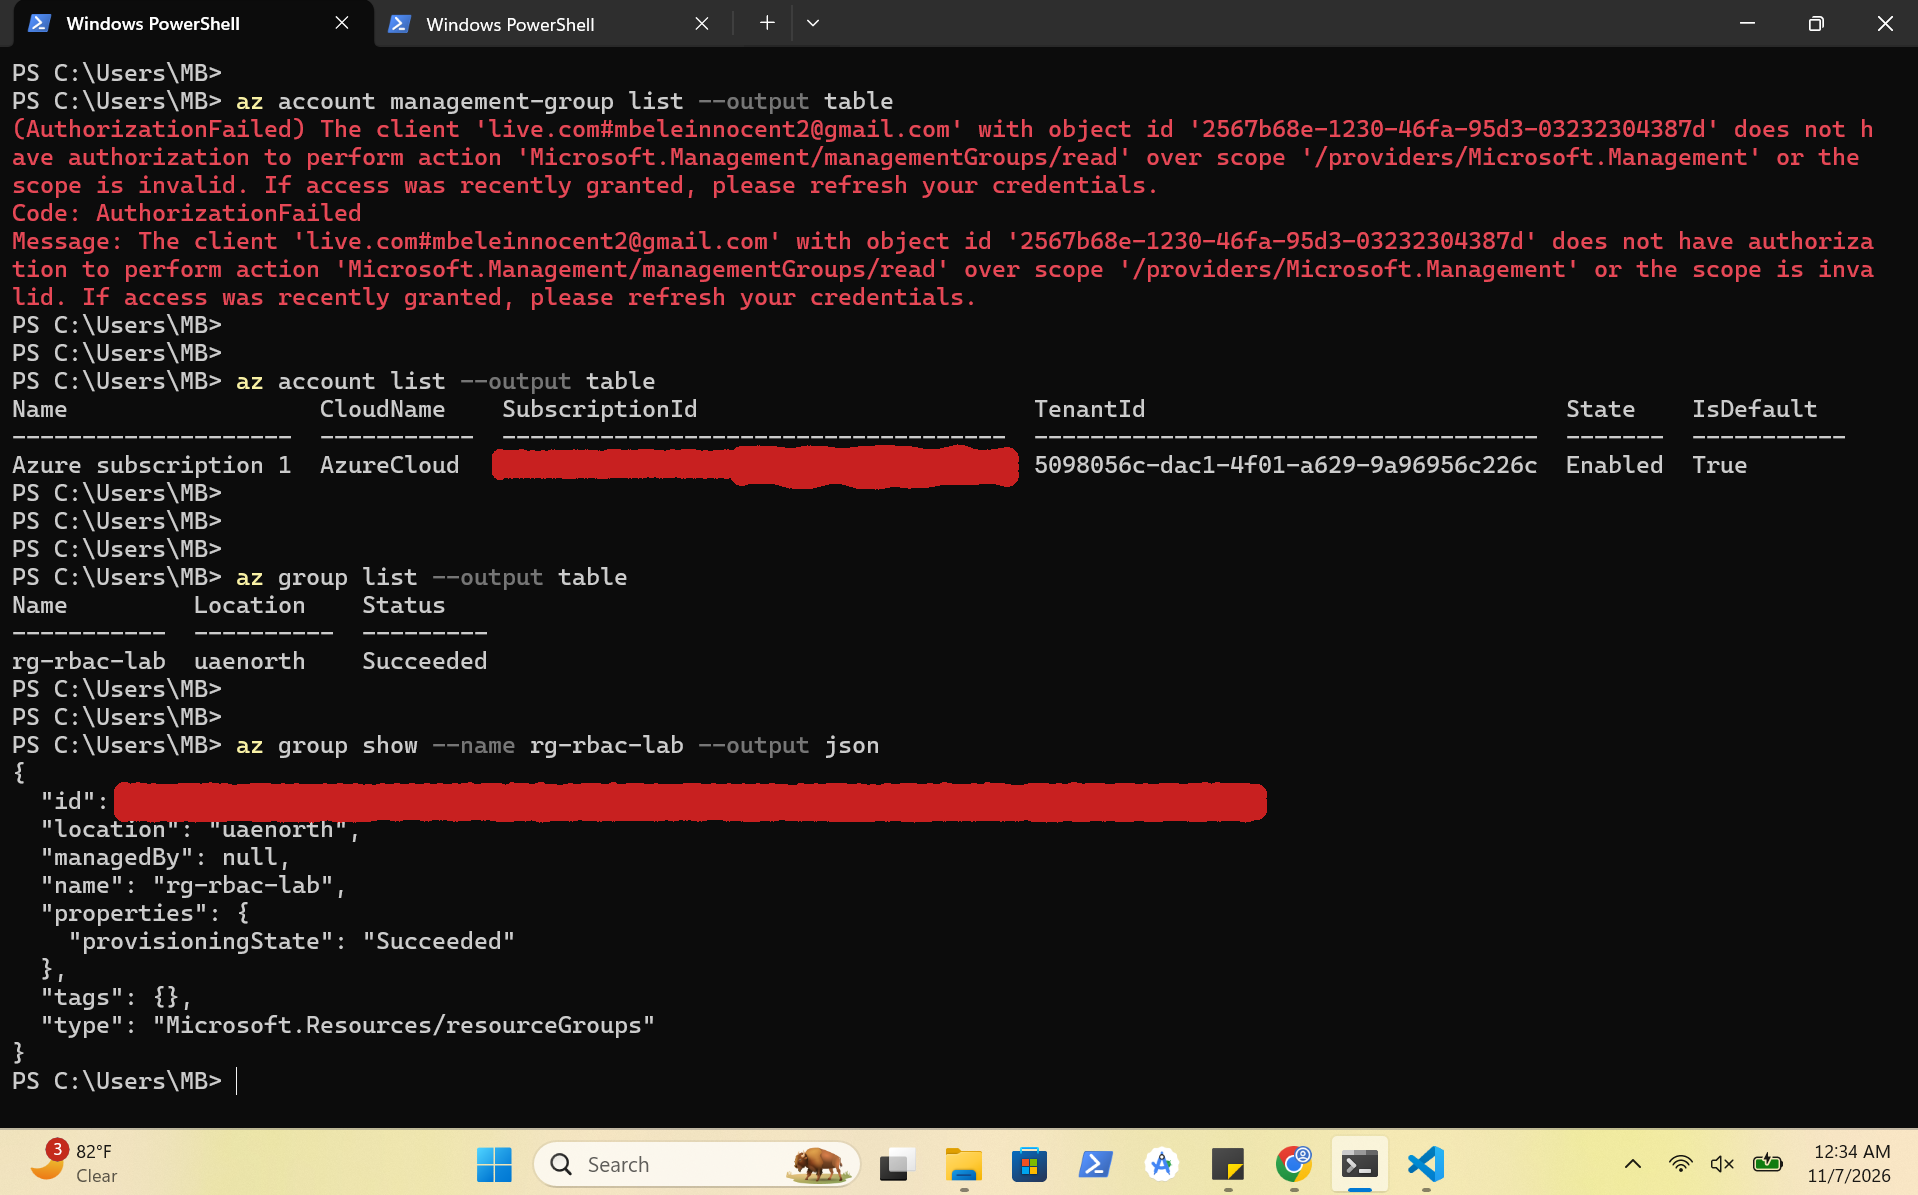 Windows PowerShell
Windows PowerShell
PS C:\Users\MB>
PS C:\Users\MB> az account management-group list --output table
(AuthorizationFailed) The client 'live.com#mbeleinnocent2@gmail.com' with object id '2567b68e-1230-46fa-95d3-03232304387d' does not h
ave authorization to perform action 'Microsoft.Management/managementGroups/read' over scope '/providers/Microsoft.Management' or the
scope is invalid. If access was recently granted, please refresh your credentials.
Code: AuthorizationFailed
Message: The client 'live.com#mbeleinnocent2@gmail.com' with object id '2567b68e-1230-46fa-95d3-03232304387d' does not have authoriza
tion to perform action 'Microsoft.Management/managementGroups/read' over scope '/providers/Microsoft.Management' or the scope is inva
lid. If access was recently granted, please refresh your credentials.
PS C:\Users\MB>
PS C:\Users\MB>
PS C:\Users\MB> az account list --output table
Name                  CloudName    SubscriptionId                        TenantId                              State    IsDefault
--------------------  -----------  ------------------------------------  ------------------------------------  -------  -----------
Azure subscription 1  AzureCloud  5098056c-dac1-4f01-a629-9a96956c226c  Enabled  True
PS C:\Users\MB>
PS C:\Users\MB>
PS C:\Users\MB>
PS C:\Users\MB> az group list --output table
Name         Location    Status
-----------  ----------  ---------
rg-rbac-lab  uaenorth    Succeeded
PS C:\Users\MB>
PS C:\Users\MB>
PS C:\Users\MB> az group show --name rg-rbac-lab --output json
{
  "id":
  "location": "uaenorth",
  "managedBy": null,
  "name": "rg-rbac-lab",
  "properties": {
    "provisioningState": "Succeeded"
  },
  "tags": {},
  "type": "Microsoft.Resources/resourceGroups"
}
PS C:\Users\MB>
3
82°F
Clear
Search
12:34 AM
11/7/2026